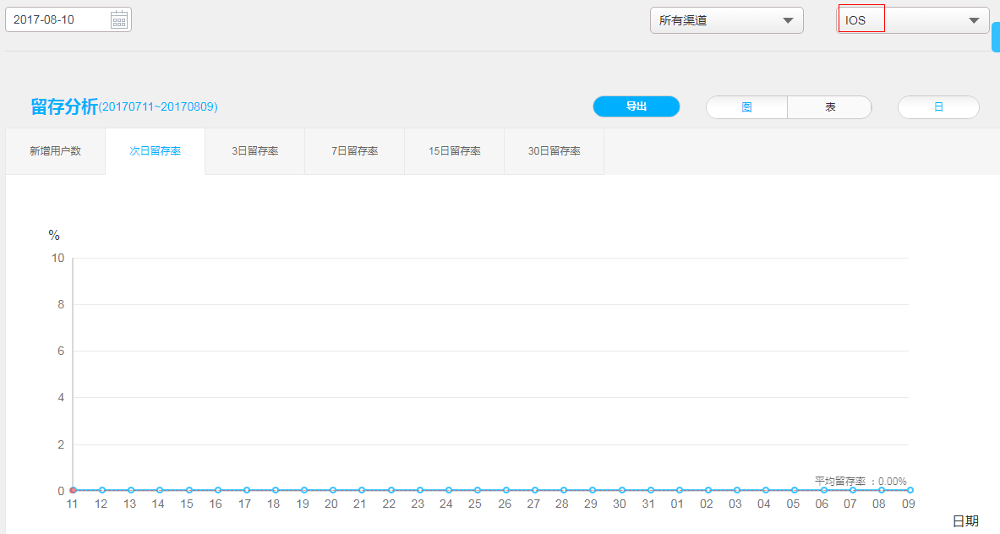 2017-08-10 所有渠道 IOS
留存分析(20170711~20170809) 导出 图 表 日
新增用户数 次日留存率 3日留存率 7日留存率 15日留存率 30日留存率
%
10
8
6
4
2
平均留存率 ：0.00%
0
11 12 13 14 15 16 17 18 19 20 21 22 23 24 25 26 27 28 29 30 31 01 02 03 04 05 06 07 08 09
日期